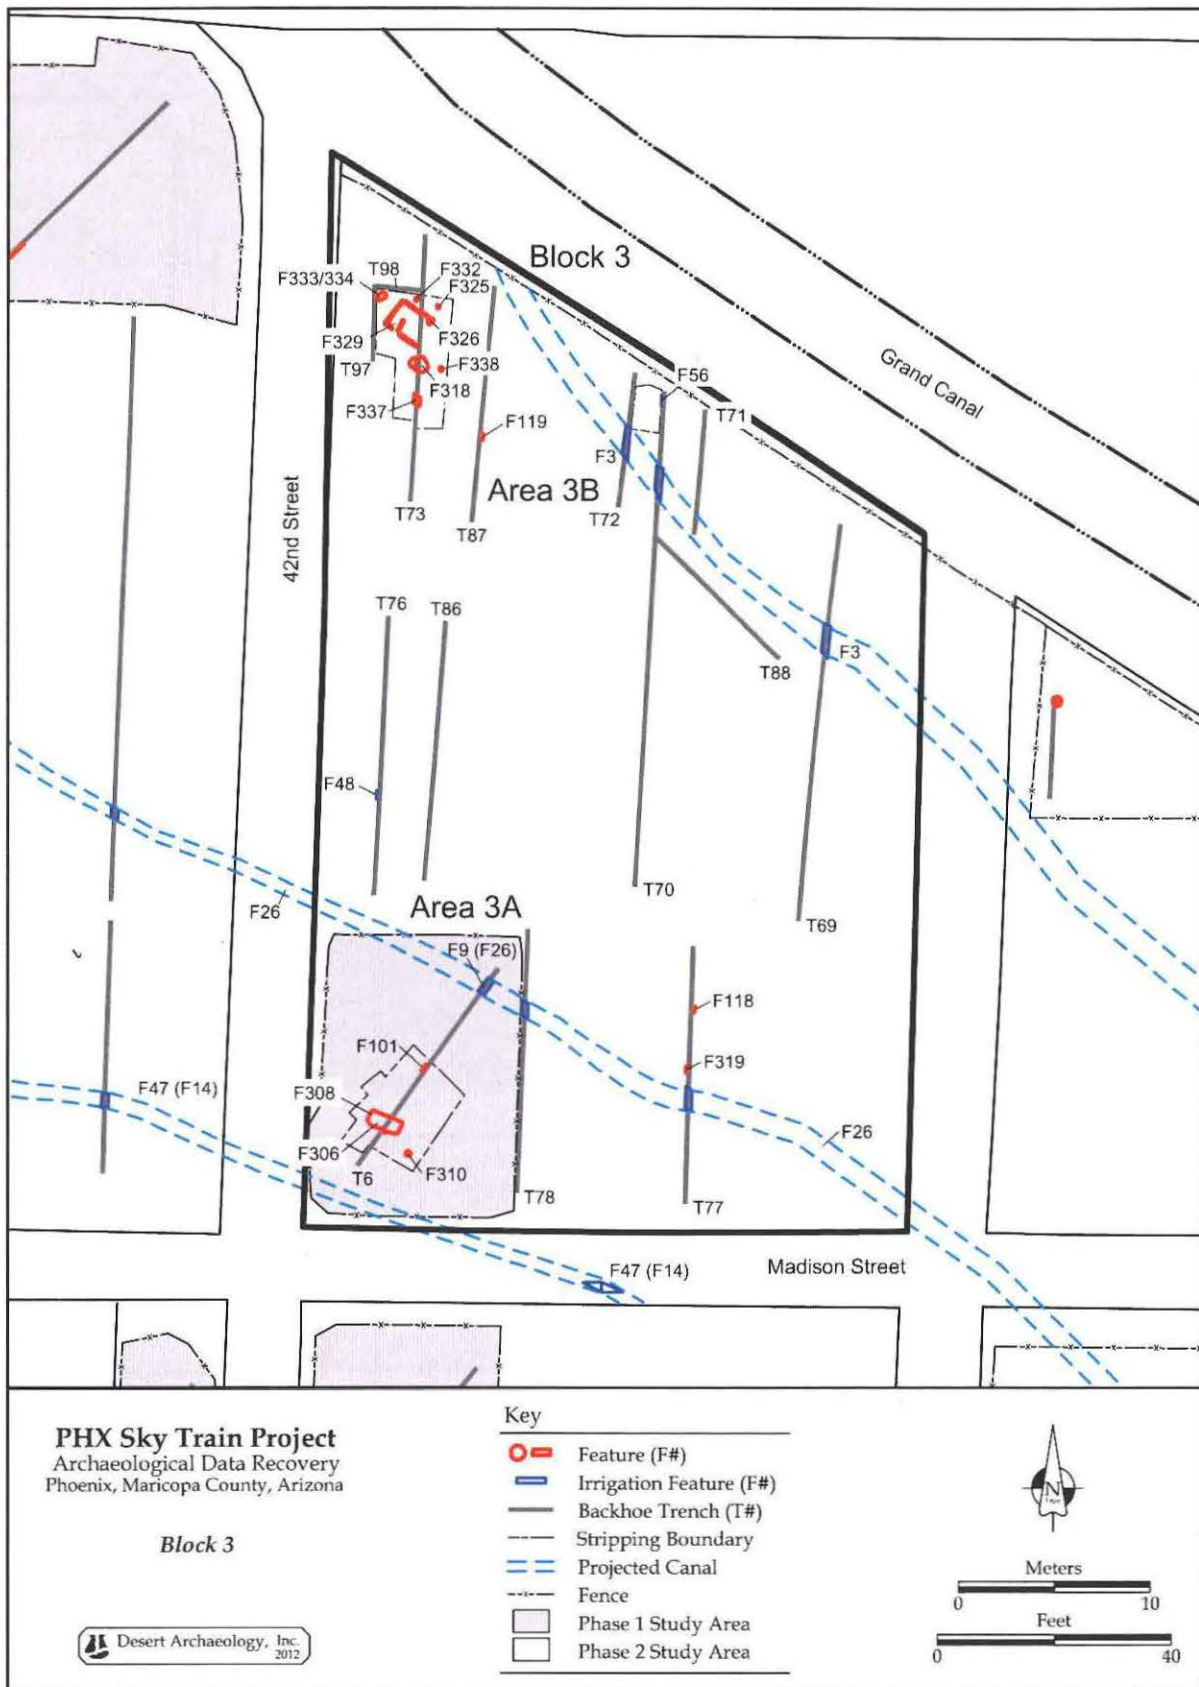 Block 3
T98
F332
F333/334
F325
F329
F326
T97
F338
F318
F337
F119
F56
T71
F3
Area 3B
T73
T87
T72
Grand Canal
42nd Street
T76
T86
T88
F3
F48
T70
T69
F26
Area 3A
F9 (F26)
F118
F101
F319
F47 (F14)
F308
F306
F310
F26
T6
T78
T77
F47 (F14)
Madison Street
PHX Sky Train Project
Archaeological Data Recovery
Phoenix, Maricopa County, Arizona
Block 3
Desert Archaeology, Inc.
2012
Key
Feature (F#)
Irrigation Feature (F#)
Backhoe Trench (T#)
Stripping Boundary
Projected Canal
Fence
Phase 1 Study Area
Phase 2 Study Area
N
Meters
0 10
Feet
0 40